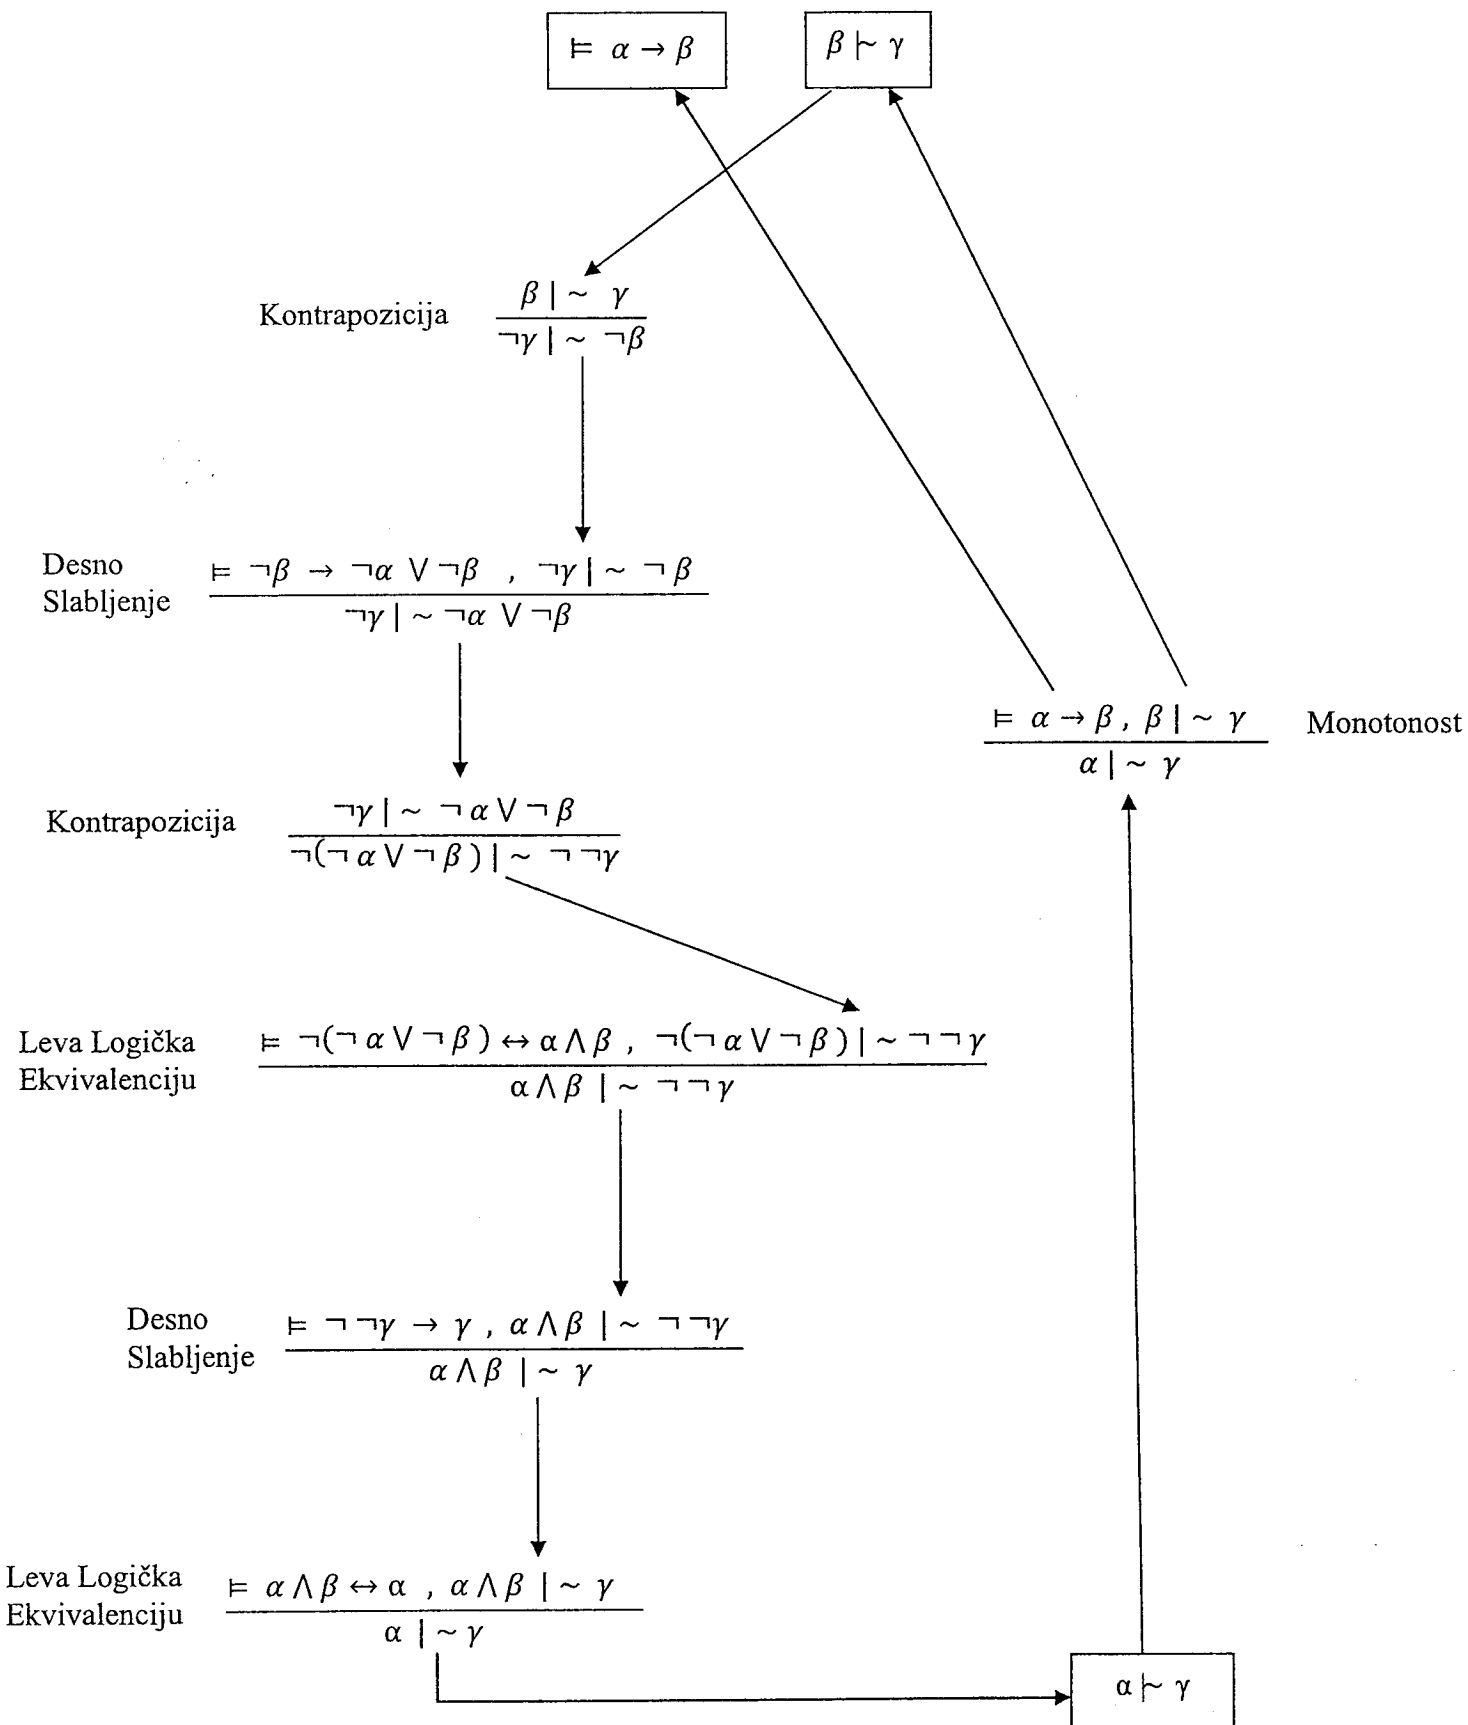 ⊨ α → β
β |~ γ
Kontrapozicija
β | ~ γ
¬γ | ~ ¬β
Desno
Slabljenje
⊨ ¬β → ¬α ⋁ ¬β , ¬γ | ~ ¬ β
¬γ | ~ ¬α ⋁ ¬β
⊨ α → β , β | ~ γ
α | ~ γ
Monotonost
Kontrapozicija
¬γ | ~ ¬ α ⋁ ¬ β
¬(¬ α ⋁ ¬ β ) | ~ ¬ ¬γ
Leva Logička
Ekvivalenciju
⊨ ¬(¬ α ⋁ ¬ β ) ↔ α ⋀ β , ¬(¬ α ⋁ ¬ β ) | ~ ¬ ¬ γ
α ⋀ β | ~ ¬ ¬ γ
Desno
Slabljenje
⊨ ¬ ¬γ → γ , α ⋀ β | ~ ¬ ¬γ
α ⋀ β | ~ γ
Leva Logička
Ekvivalenciju
⊨ α ⋀ β ↔ α , α ⋀ β | ~ γ
α | ~ γ
α |~ γ